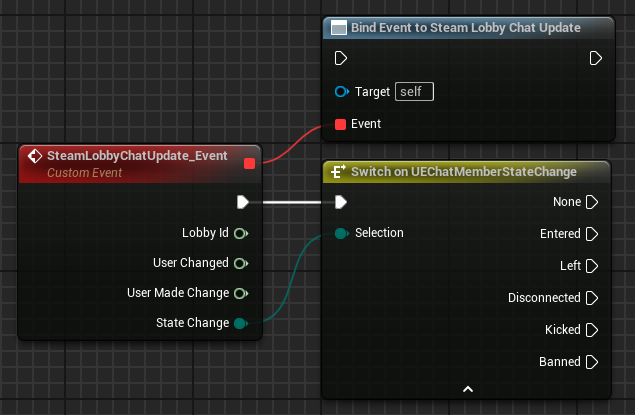 Bind Event to Steam Lobby Chat Update
Target self
Event
SteamLobbyChatUpdate_Event
Custom Event
Lobby Id
User Changed
User Made Change
State Change
Switch on UEChatMemberStateChange
None
Selection
Entered
Left
Disconnected
Kicked
Banned